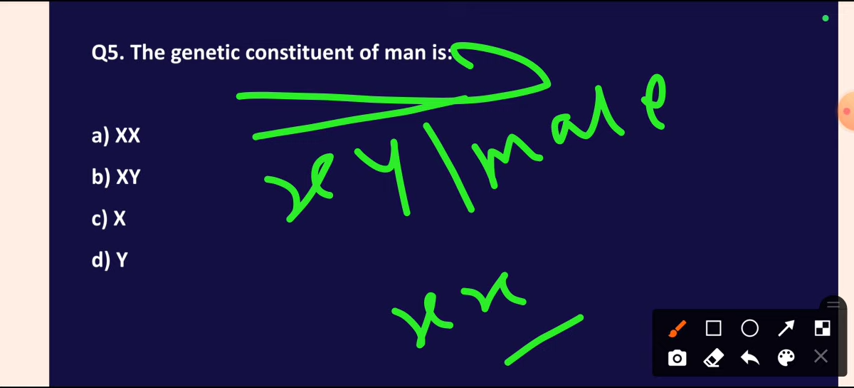 Q5. The genetic constituent of man is:
xY | male
a) XX
b) XY
c) X
d) Y
xx